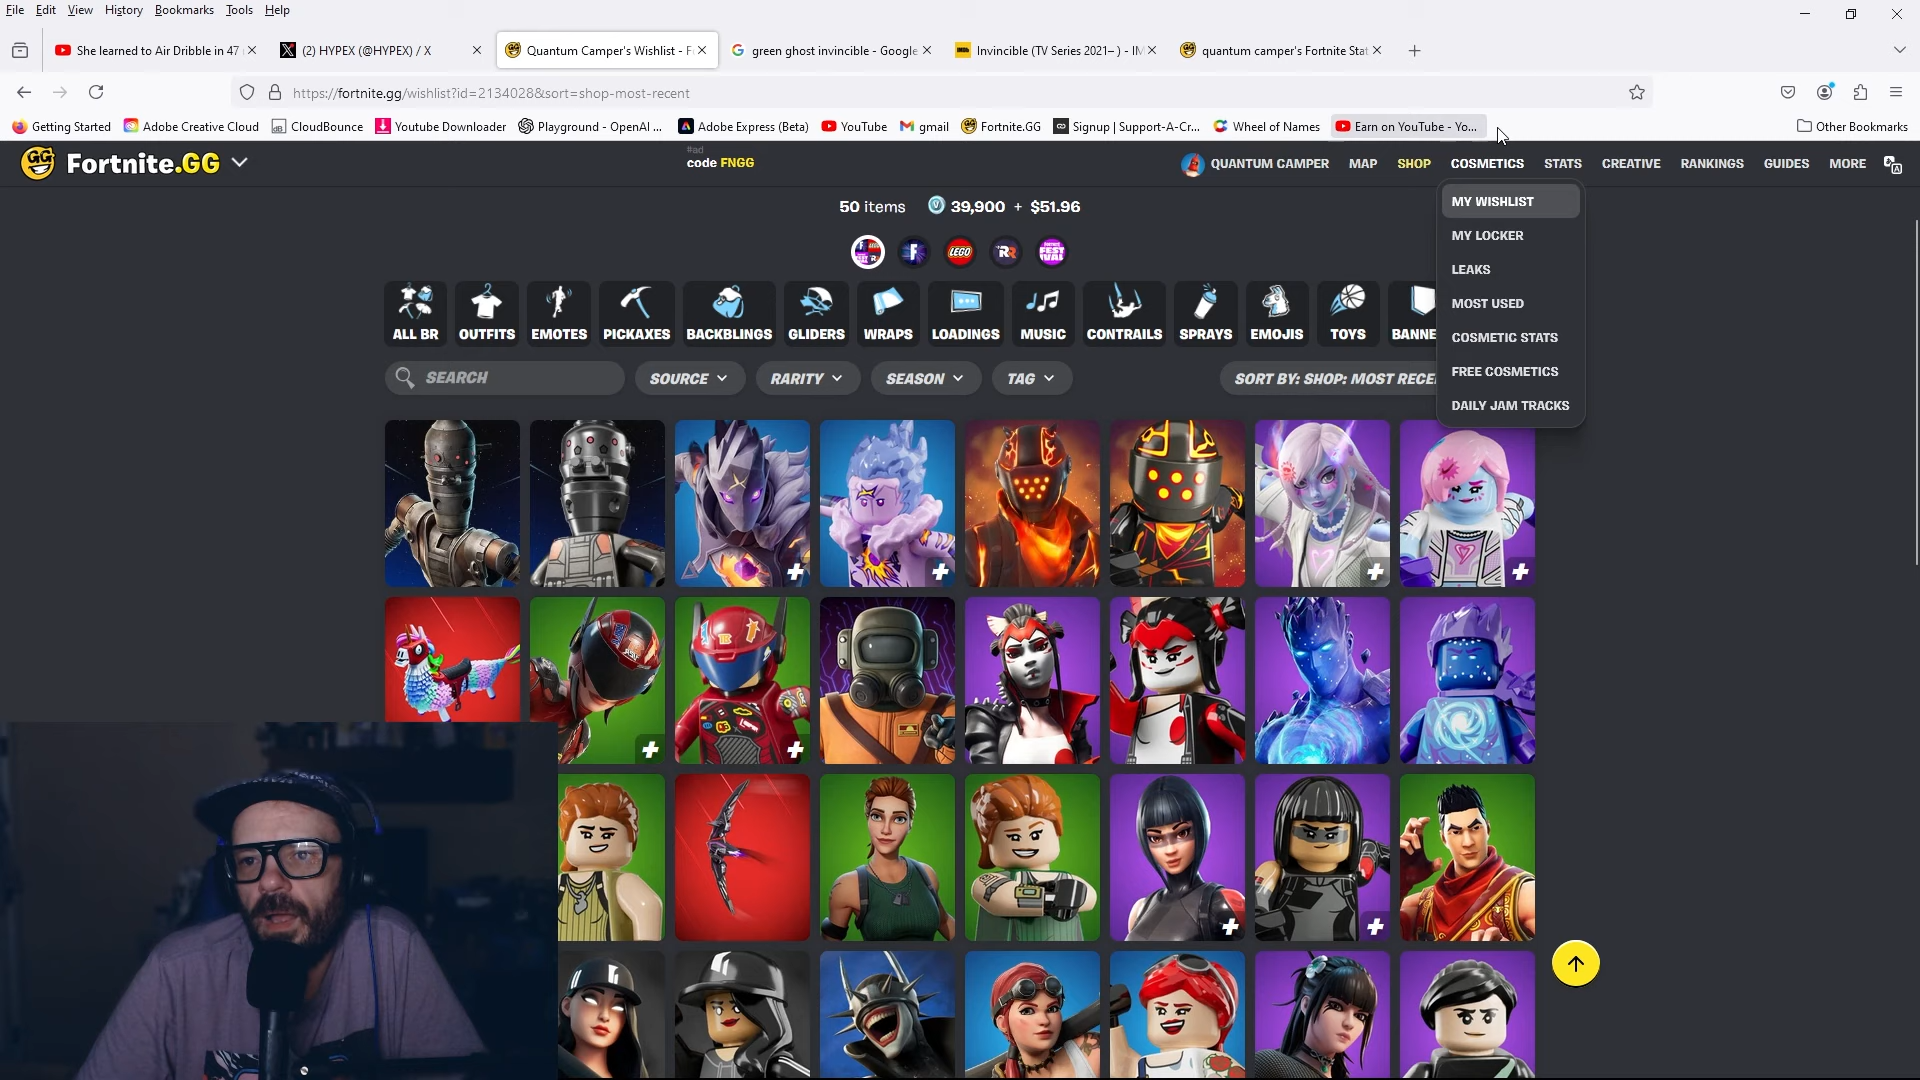 File Edit View History Bookmarks Tools Help
She learned to Air Dribble in 47
(2) HYPEX (@HYPEX) / X
Quantum Camper's Wishlist - F
green ghost invincible - Google
Invincible (TV Series 2021– ) - IM
quantum camper's Fortnite Stat
https://fortnite.gg/wishlist?id=2134028&sort=shop-most-recent
Getting Started Adobe Creative Cloud CloudBounce Youtube Downloader Playground - OpenAI ... Adobe Express (Beta) YouTube gmail Fortnite.GG Signup | Support-A-Cr... Wheel of Names Earn on YouTube - Yo... Other Bookmarks
Fortnite.GG
#ad
code FNGG
QUANTUM CAMPER MAP SHOP COSMETICS STATS CREATIVE RANKINGS GUIDES MORE
50 items 39,900 + $51.96
MY WISHLIST
MY LOCKER
LEAKS
MOST USED
COSMETIC STATS
FREE COSMETICS
DAILY JAM TRACKS
ALL BR OUTFITS EMOTES PICKAXES BACKBLINGS GLIDERS WRAPS LOADINGS MUSIC CONTRAILS SPRAYS EMOJIS TOYS BANNE
SEARCH SOURCE RARITY SEASON TAG SORT BY: SHOP: MOST RECE